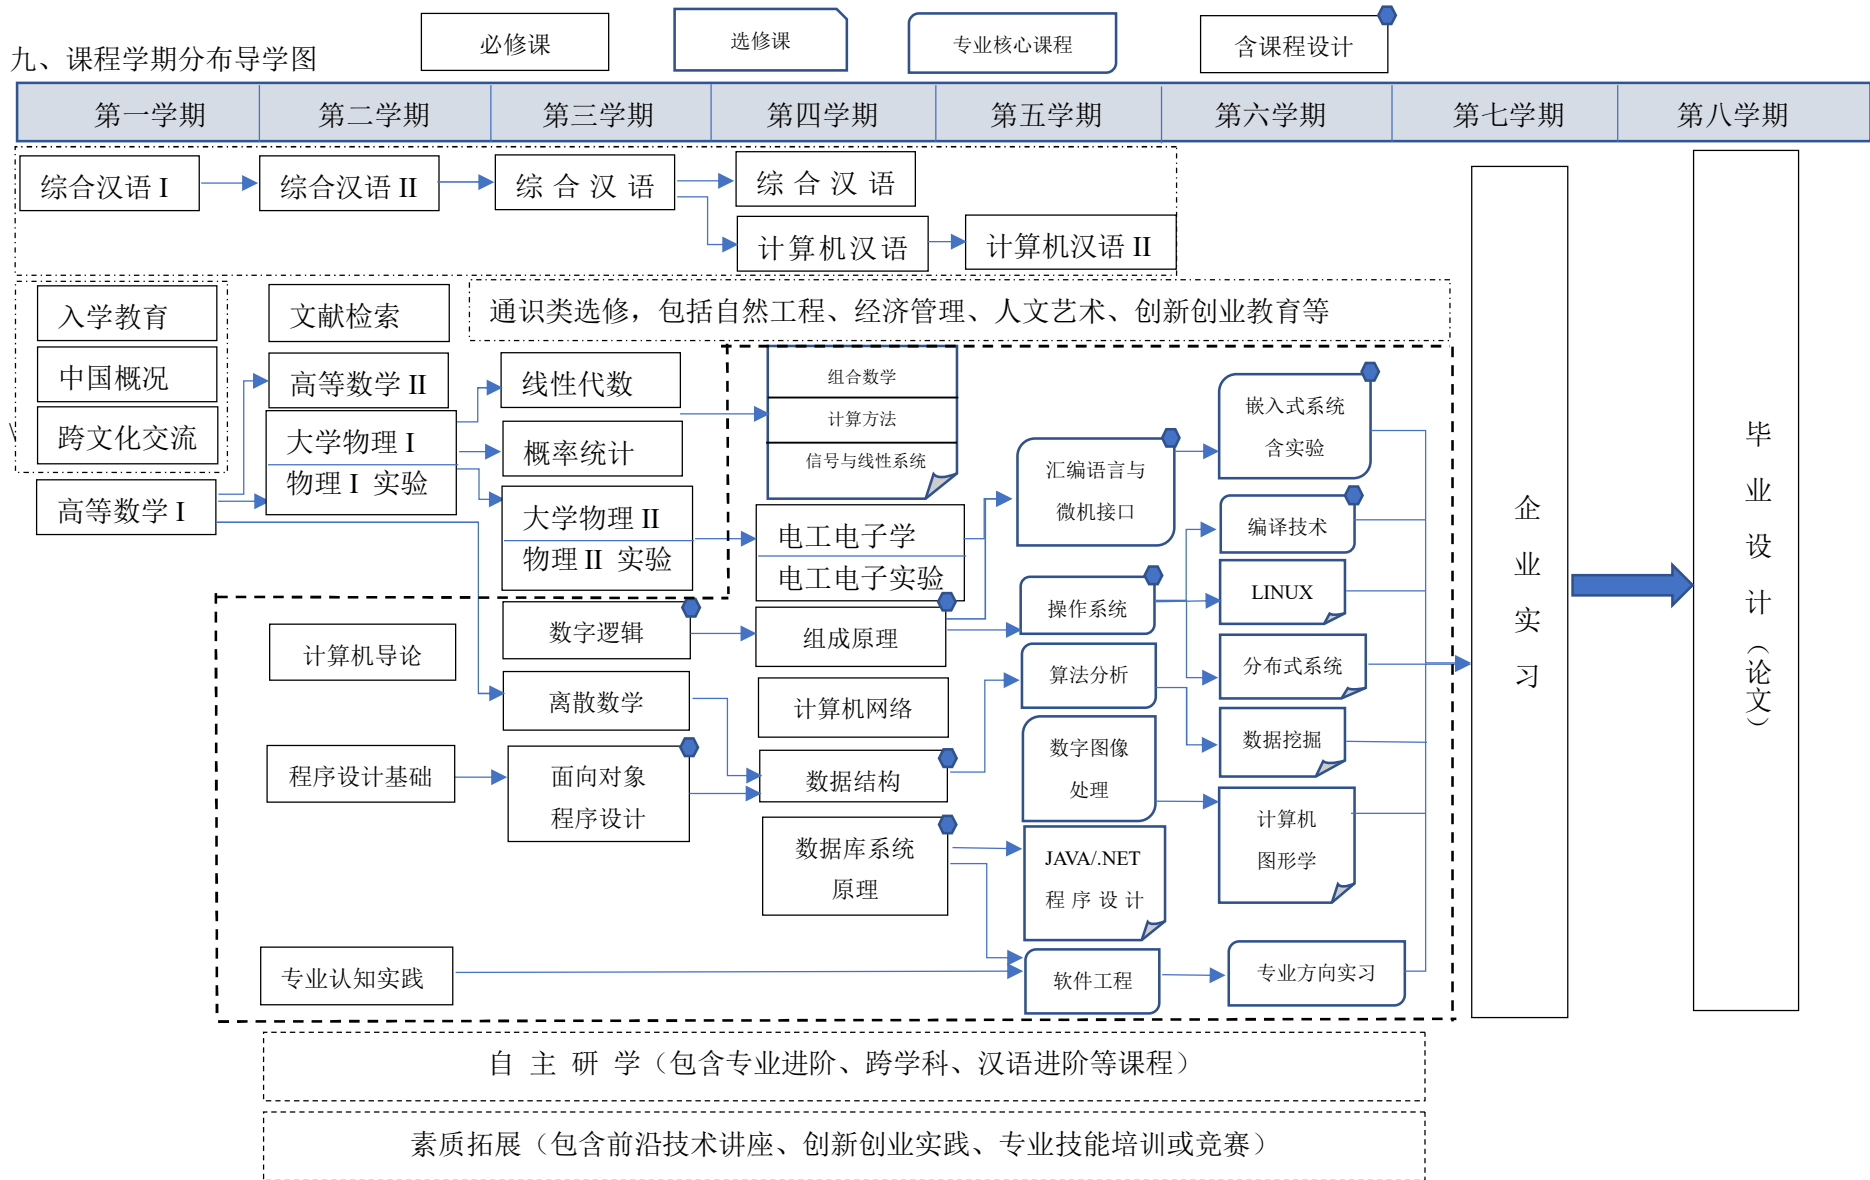 必修课
选修课
专业核心课程
含课程设计
九、课程学期分布导学图
第一学期
第二学期
第三学期
第四学期
第五学期
第六学期
第七学期
第八学期
综合汉语 I
综合汉语 II
综 合 汉 语
综 合 汉 语
计算机汉语
计算机汉语 II
入学教育
中国概况
跨文化交流
\
高等数学 I
文献检索
高等数学 II
大学物理 I
物理 I 实验
通识类选修，包括自然工程、经济管理、人文艺术、创新创业教育等
线性代数
概率统计
大学物理 II
物理 II 实验
组合数学
计算方法
信号与线性系统
电工电子学
电工电子实验
汇编语言与
微机接口
嵌入式系统
含实验
编译技术
LINUX
分布式系统
数据挖掘
计算机
图形学
计算机导论
程序设计基础
专业认知实践
数字逻辑
离散数学
面向对象
程序设计
组成原理
计算机网络
数据结构
数据库系统
原理
操作系统
算法分析
数字图像
处理
JAVA/.NET
程 序 设 计
软件工程
专业方向实习
企
业
实
习
毕
业
设
计
（论文）
自 主 研 学（包含专业进阶、跨学科、汉语进阶等课程）
素质拓展（包含前沿技术讲座、创新创业实践、专业技能培训或竞赛）